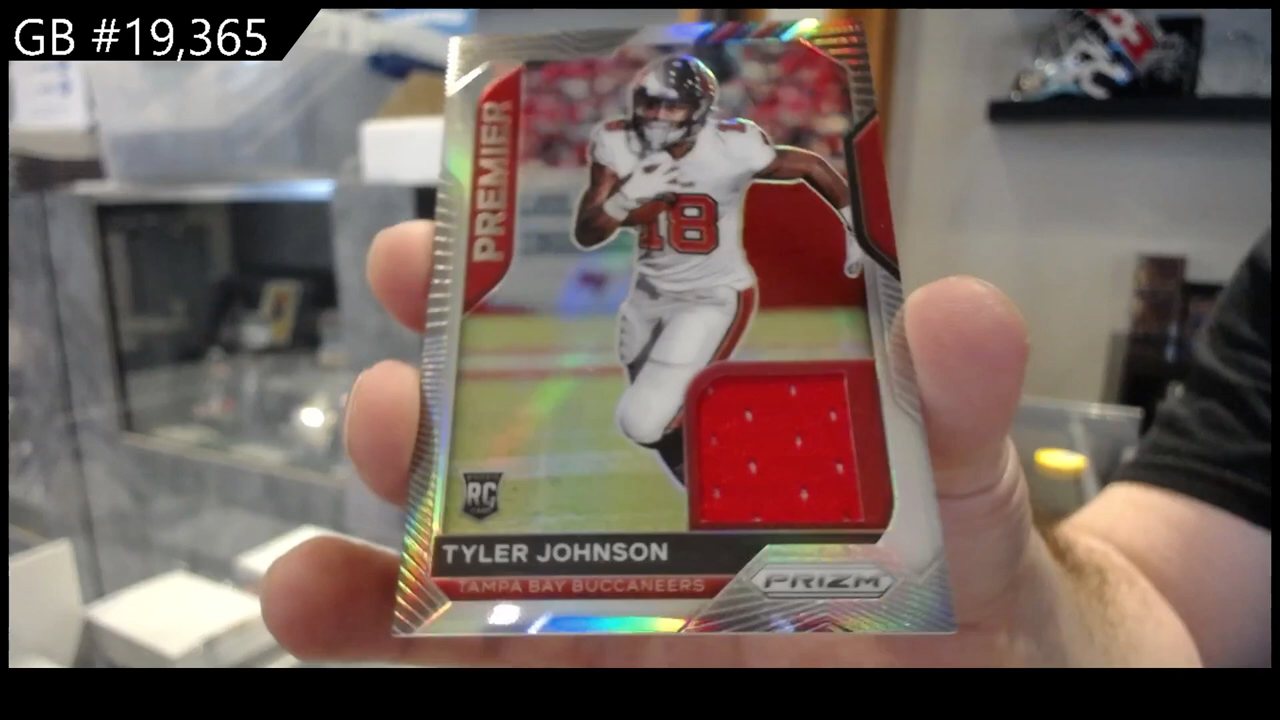 GB #19,365
PREMIER
18
RC
TYLER JOHNSON
TAMPA BAY BUCCANEERS
PRIZM